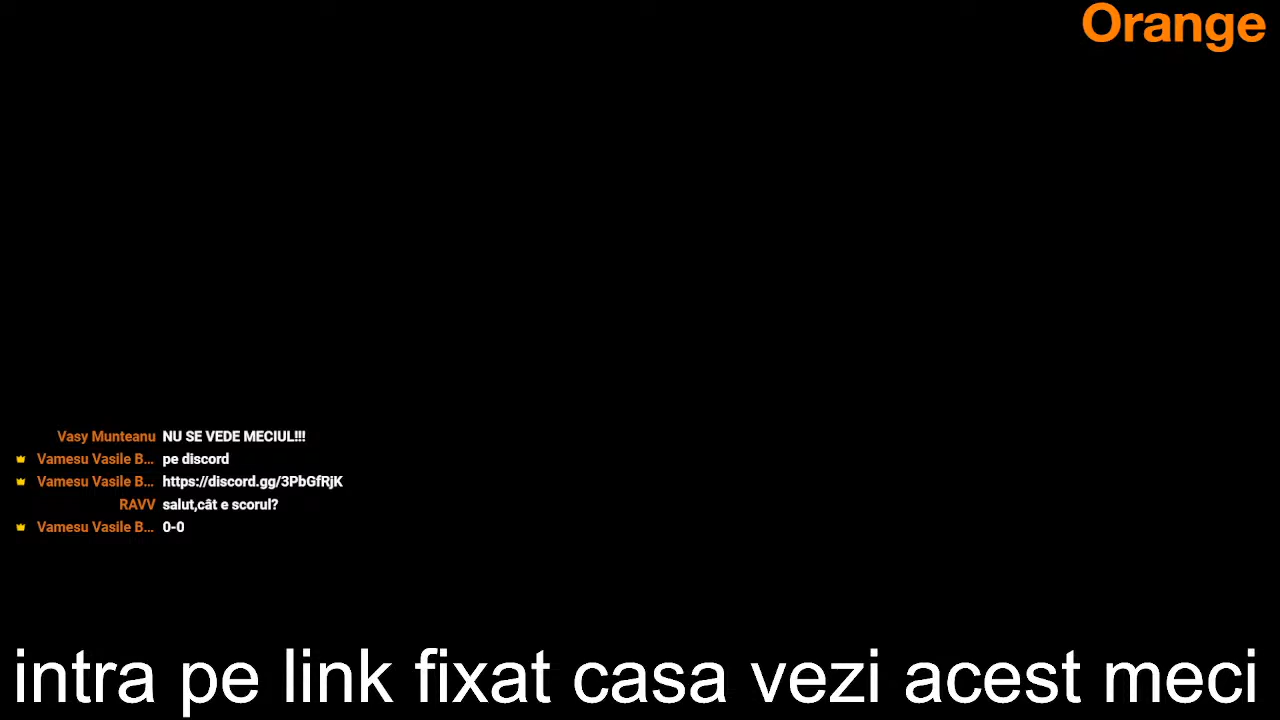 Orange
Vasy Munteanu NU SE VEDE MECIUL!!!
Vamesu Vasile B... pe discord
Vamesu Vasile B... https://discord.gg/3PbGfRjK
RAVV salut,cât e scorul?
Vamesu Vasile B... 0-0
intra pe link fixat casa vezi acest meci